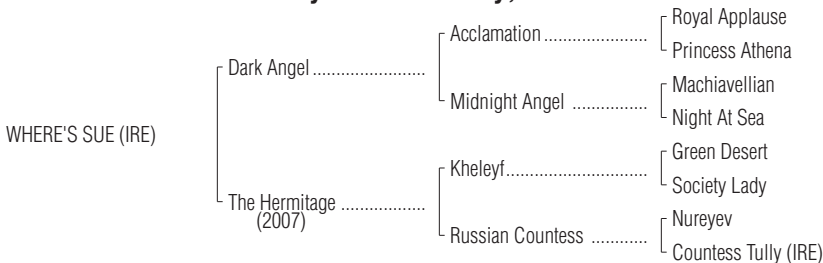 Royal Applause
Acclamation
Princess Athena
Dark Angel
Machiavellian
Midnight Angel
Night At Sea
WHERE'S SUE (IRE)
Green Desert
Kheleyf
Society Lady
The Hermitage
(2007)
Nureyev
Russian Countess
Countess Tully (IRE)